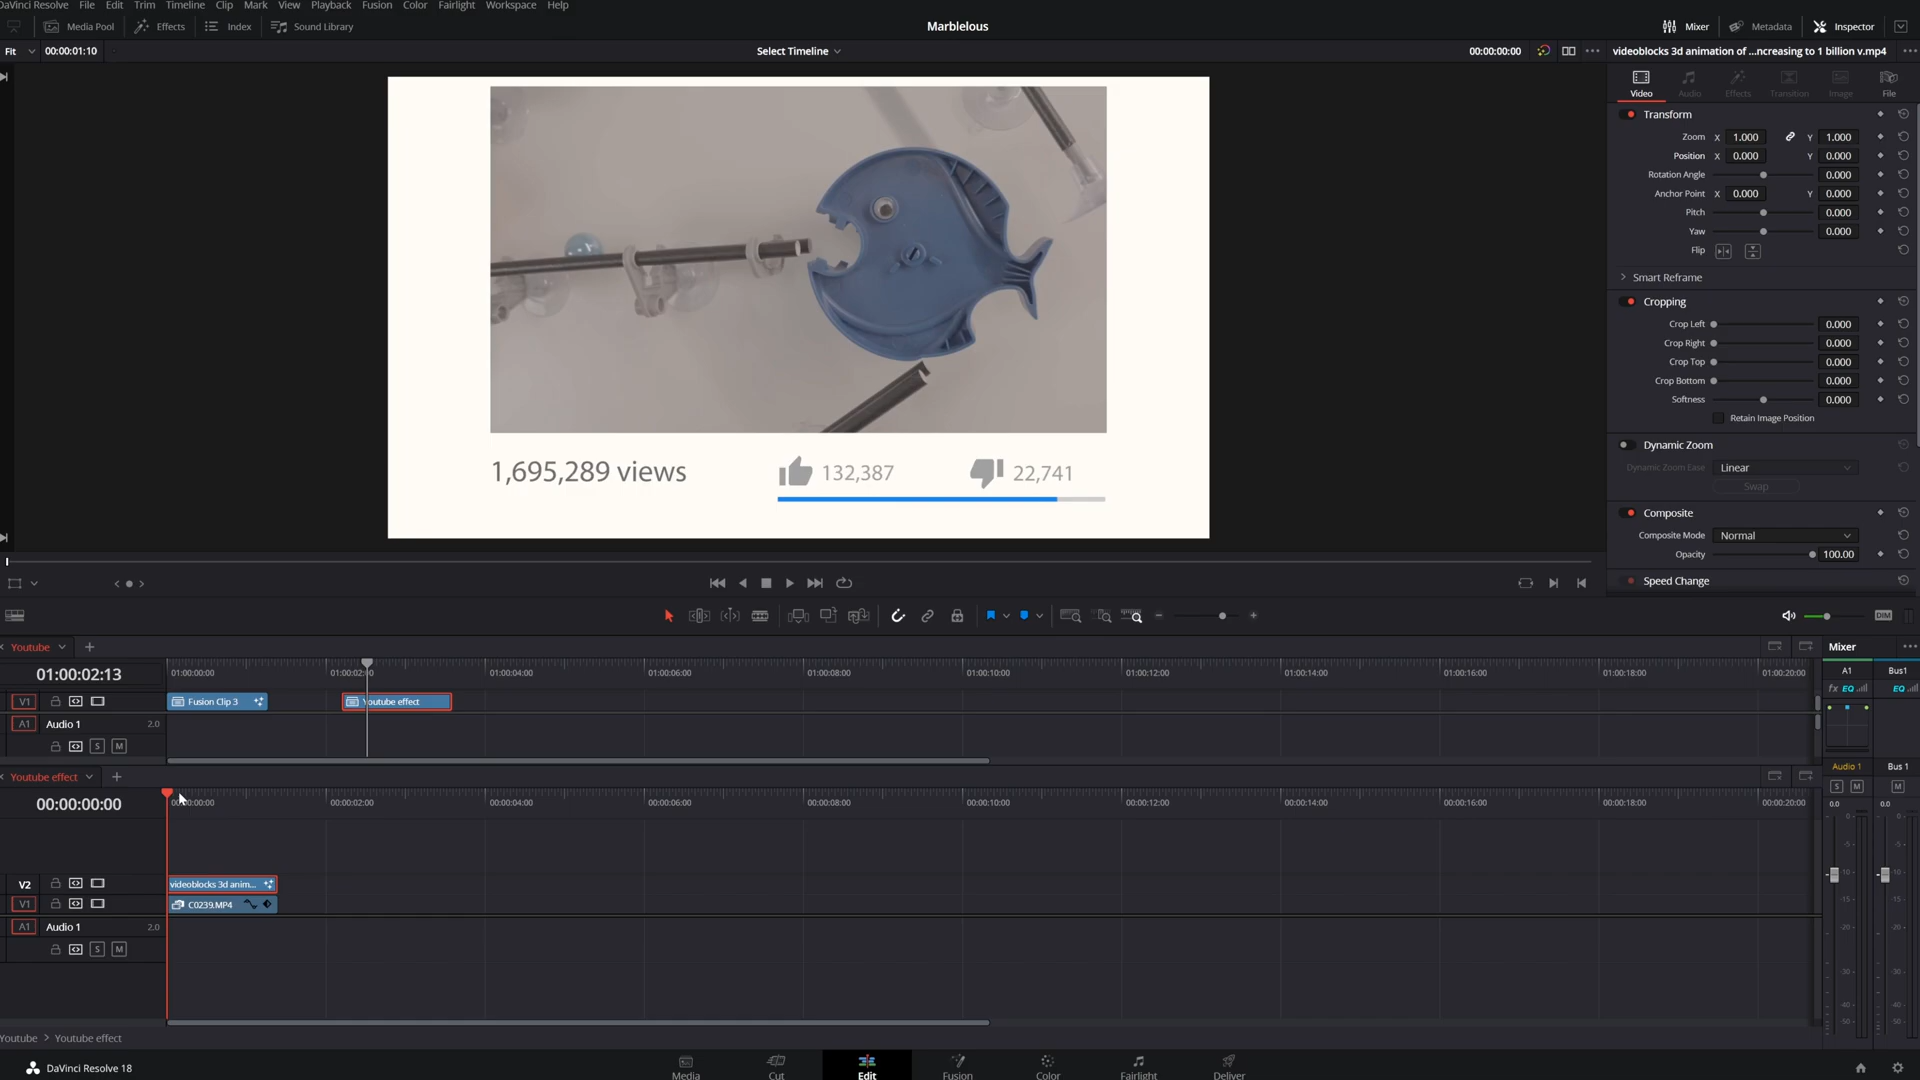 DaVinci Resolve File Edit Trim Timeline Clip Mark View Playback Fusion Color Fairlight Workspace Help
Media Pool Effects Index Sound Library Marblelous Mixer Metadata Inspector
Fit 00:00:01:10 Select Timeline 00:00:00:00 videoblocks 3d animation of ...ncreasing to 1 billion v.mp4
Video Audio Effects Transition Image File
Transform
Zoom X 1.000 Y 1.000
Position X 0.000 Y 0.000
Rotation Angle 0.000
Anchor Point X 0.000 Y 0.000
Pitch 0.000
Yaw 0.000
Flip
Smart Reframe
Cropping
Crop Left 0.000
Crop Right 0.000
Crop Top 0.000
Crop Bottom 0.000
Softness 0.000
Retain Image Position
Dynamic Zoom
Dynamic Zoom Ease Linear
Swap
Composite
Composite Mode Normal
Opacity 100.00
Speed Change
1,695,289 views 132,387 22,741
DIM
Youtube
01:00:02:13 01:00:00:00 01:00:02:00 01:00:04:00 01:00:06:00 01:00:08:00 01:00:10:00 01:00:12:00 01:00:14:00 01:00:16:00 01:00:18:00 01:00:20:00
V1 Fusion Clip 3 Youtube effect
A1 Audio 1 2.0
S M
Youtube effect
00:00:00:00 00:00:02:00 00:00:04:00 00:00:06:00 00:00:08:00 00:00:10:00 00:00:12:00 00:00:14:00 00:00:16:00 00:00:18:00 00:00:20:00
V2 videoblocks 3d anim...
V1 C0239.MP4
A1 Audio 1 2.0
S M
Mixer
A1 Bus1
fx EQ EQ
Audio 1 Bus 1
S M M
0.0 0.0
Youtube > Youtube effect
DaVinci Resolve 18
Media Cut Edit Fusion Color Fairlight Deliver